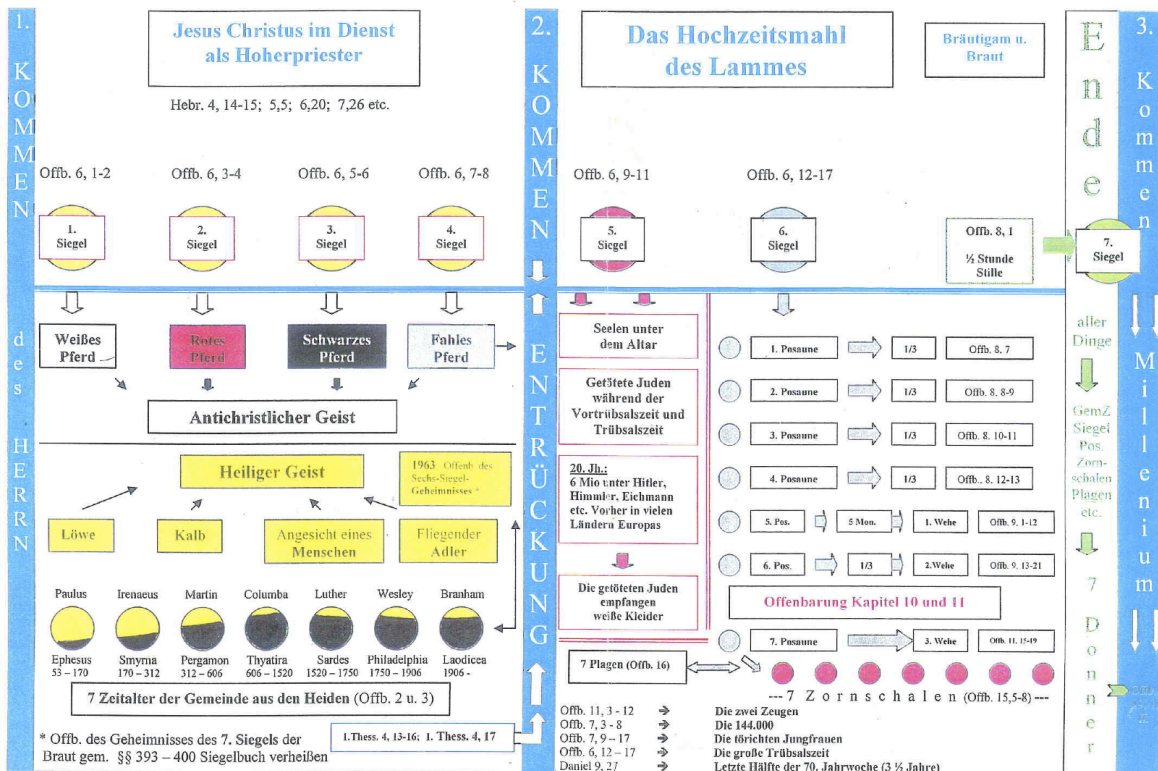 1. KOMMEN des HERRN
Jesus Christus im Dienst
als Hoherpriester
Hebr. 4, 14-15; 5,5; 6,20; 7,26 etc.
Offb. 6, 1-2
Offb. 6, 3-4
Offb. 6, 5-6
Offb. 6, 7-8
1.
Siegel
2.
Siegel
3.
Siegel
4.
Siegel
Weißes
Pferd
Rotes
Pferd
Schwarzes
Pferd
Fahles
Pferd
Antichristlicher Geist
Heiliger Geist
1963 Offenb des
Sechs-Siegel-
Geheimnisses *
Löwe
Kalb
Angesicht eines
Menschen
Fliegender
Adler
Paulus
Irenaeus
Martin
Columba
Luther
Wesley
Branham
Ephesus
53 – 170
Smyrna
170 – 312
Pergamon
312 – 606
Thyatira
606 – 1520
Sardes
1520 – 1750
Philadelphia
1750 – 1906
Laodicea
1906 -
7 Zeitalter der Gemeinde aus den Heiden (Offb. 2 u. 3)
* Offb. des Geheimnisses des 7. Siegels der
Braut gem. §§ 393 – 400 Siegelbuch verheißen
1.Thess. 4, 13-16; 1. Thess. 4, 17
2. KOMMEN
ENTRÜCKUNG
Das Hochzeitsmahl
des Lammes
Bräutigam u.
Braut
Offb. 6, 9-11
Offb. 6, 12-17
5.
Siegel
6.
Siegel
Offb. 8, 1
½ Stunde
Stille
7.
Siegel
Seelen unter
dem Altar
Getötete Juden
während der
Vortrübsalszeit und
Trübsalszeit
20. Jh.:
6 Mio unter Hitler,
Himmler, Eichmann
etc. Vorher in vielen
Ländern Europas
Die getöteten Juden
empfangen
weiße Kleider
1. Posaune
1/3
Offb. 8. 7
2. Posaune
1/3
Offb. 8. 8-9
3. Posaune
1/3
Offb. 8. 10-11
4. Posaune
1/3
Offb.. 8. 12-13
5. Pos.
5 Mon.
1. Wehe
Offb. 9, 1-12
6. Pos.
1/3
2.Wehe
Offb. 9, 13-21
Offenbarung Kapitel 10 und 11
7. Posaune
3. Wehe
Offb. 11, 15-19
7 Plagen (Offb. 16)
--- 7 Zornschalen (Offb. 15,5-8) ---
Offb. 11, 3 - 12 Die zwei Zeugen
Offb. 7, 3 - 8 Die 144.000
Offb. 7, 9 – 17 Die törichten Jungfrauen
Offb. 6, 12 – 17 Die große Trübsalszeit
Daniel 9, 27 Letzte Hälfte der 70. Jahrwoche (3 ½ Jahre)
Ende
aller
Dinge
GemZ
Siegel
Pos.
Zorn-
schalen
Plagen
etc.
7 Donner
3. Kommen
Millenium